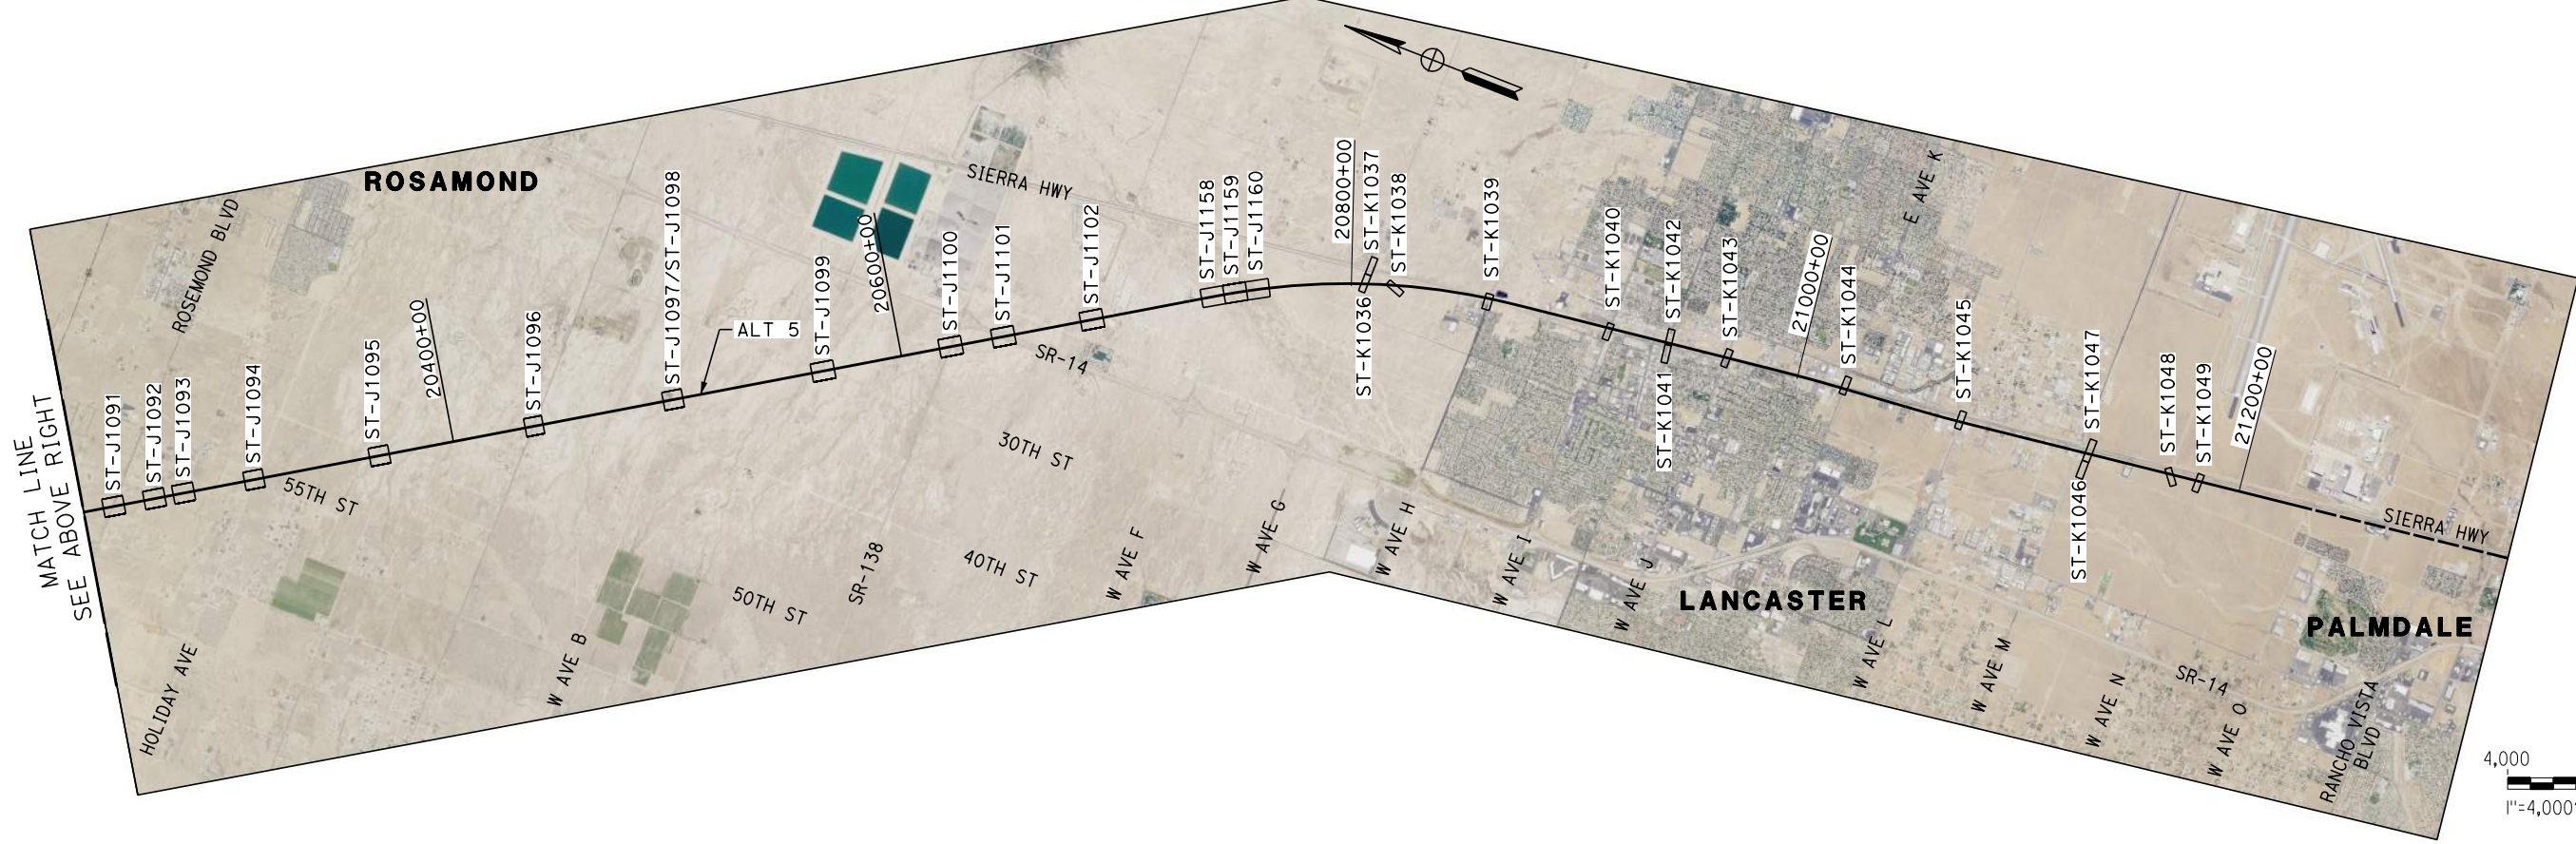 ROSAMOND
ROSEMOND BLVD
SIERRA HWY
E AVE K
MATCH LINE
SEE ABOVE RIGHT
ST-J1091
ST-J1092
ST-J1093
ST-J1094
ST-J1095
20400+00
ST-J1096
ST-J1097/ST-J1098
ALT 5
ST-J1099
20600+00
ST-J1100
ST-J1101
ST-J1102
ST-J1158
ST-J1159
ST-J1160
20800+00
ST-K1036
ST-K1037
ST-K1038
ST-K1039
ST-K1040
ST-K1041
ST-K1042
ST-K1043
21000+00
ST-K1044
ST-K1045
ST-K1046
ST-K1047
ST-K1048
ST-K1049
21200+00
SIERRA HWY
55TH ST
SR-14
30TH ST
40TH ST
50TH ST
SR-138
HOLIDAY AVE
W AVE B
W AVE F
W AVE G
W AVE H
W AVE I
W AVE J
LANCASTER
W AVE L
W AVE M
W AVE N
W AVE O
SR-14
PALMDALE
RANCHO VISTA
BLVD
4,000
1"=4,000'